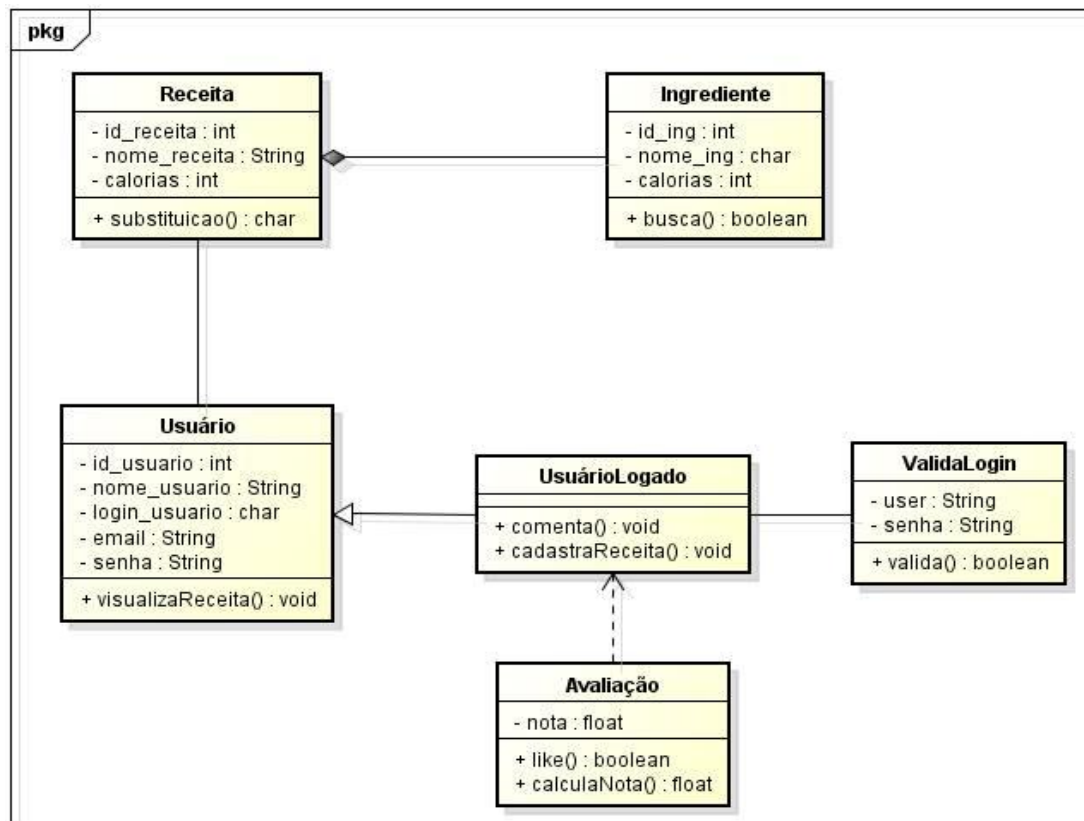 pkg
Receita
- id_receita : int
- nome_receita : String
- calorias : int
+ substituicao() : char
Ingrediente
- id_ing : int
- nome_ing : char
- calorias : int
+ busca() : boolean
Usuário
- id_usuario : int
- nome_usuario : String
- login_usuario : char
- email : String
- senha : String
+ visualizaReceita() : void
UsuárioLogado
+ comenta() : void
+ cadastraReceita() : void
ValidaLogin
- user : String
- senha : String
+ valida() : boolean
Avaliação
- nota : float
+ like() : boolean
+ calculaNota() : float